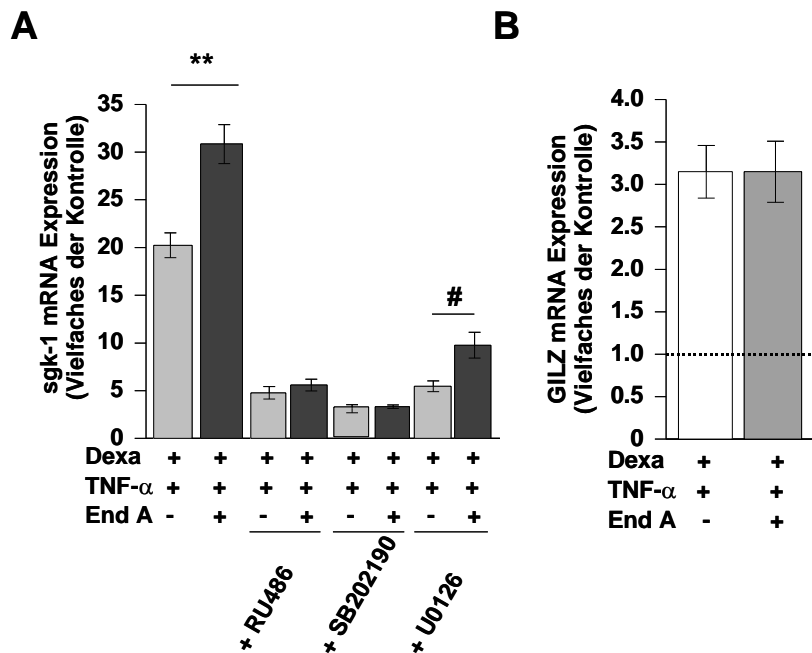 A
**
sgk-1 mRNA Expression
(Vielfaches der Kontrolle)
35
30
25
20
15
10
5
0
#
Dexa + + + + + + + +
TNF-α + + + + + + + +
End A - + - + - + - +
+ RU486
+ SB202190
+ U0126
B
GILZ mRNA Expression
(Vielfaches der Kontrolle)
4.0
3.5
3.0
2.5
2.0
1.5
1.0
0.5
0
Dexa + +
TNF-α + +
End A - +